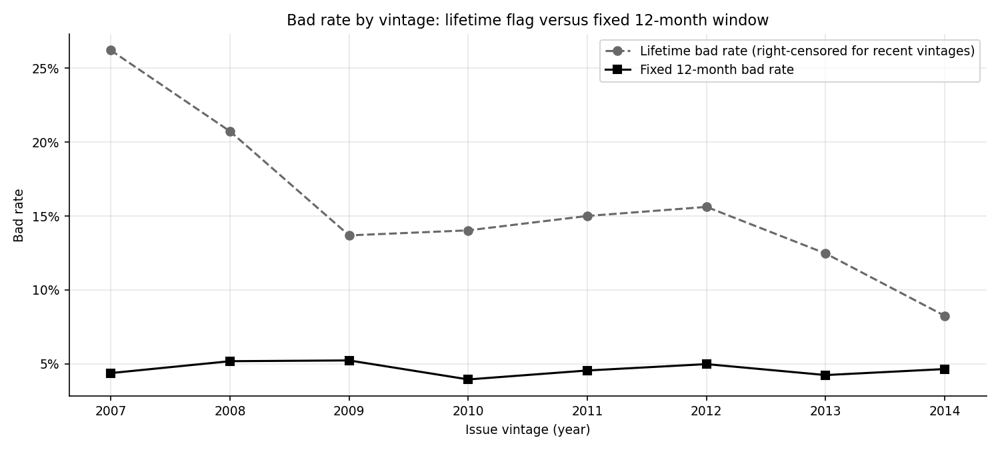 Bad rate by vintage: lifetime flag versus fixed 12-month window
Lifetime bad rate (right-censored for recent vintages)
Fixed 12-month bad rate
25%
20%
15%
10%
5%
Bad rate
2007 2008 2009 2010 2011 2012 2013 2014
Issue vintage (year)